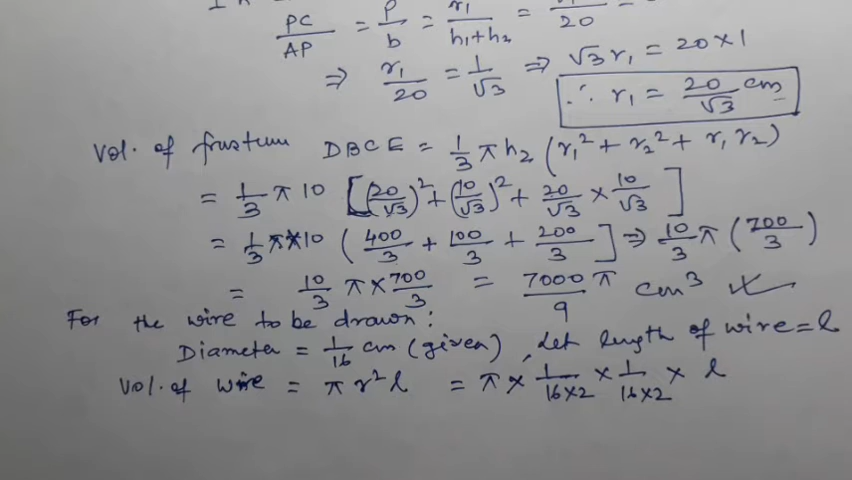 PC/AP = P/b = r₁/(h₁+h₂) = /20 =
⇒ r₁/20 = 1/√3 ⇒ √3 r₁ = 20×1
∴ r₁ = 20/√3 cm
Vol. of frustum DBCE = 1/3 π h₂ (r₁² + r₂² + r₁ r₂)
= 1/3 π 10 [(20/√3)² + (10/√3)² + 20/√3 × 10/√3]
= 1/3 π×10 (400/3 + 100/3 + 200/3] ⇒ 10/3 π (700/3)
= 10/3 π × 700/3 = 7000/9 π cm³
For the wire to be drawn:
Diameter = 1/16 cm (given), let length of wire = l
Vol. of wire = π r² l = π × 1/16×2 × 1/16×2 × l